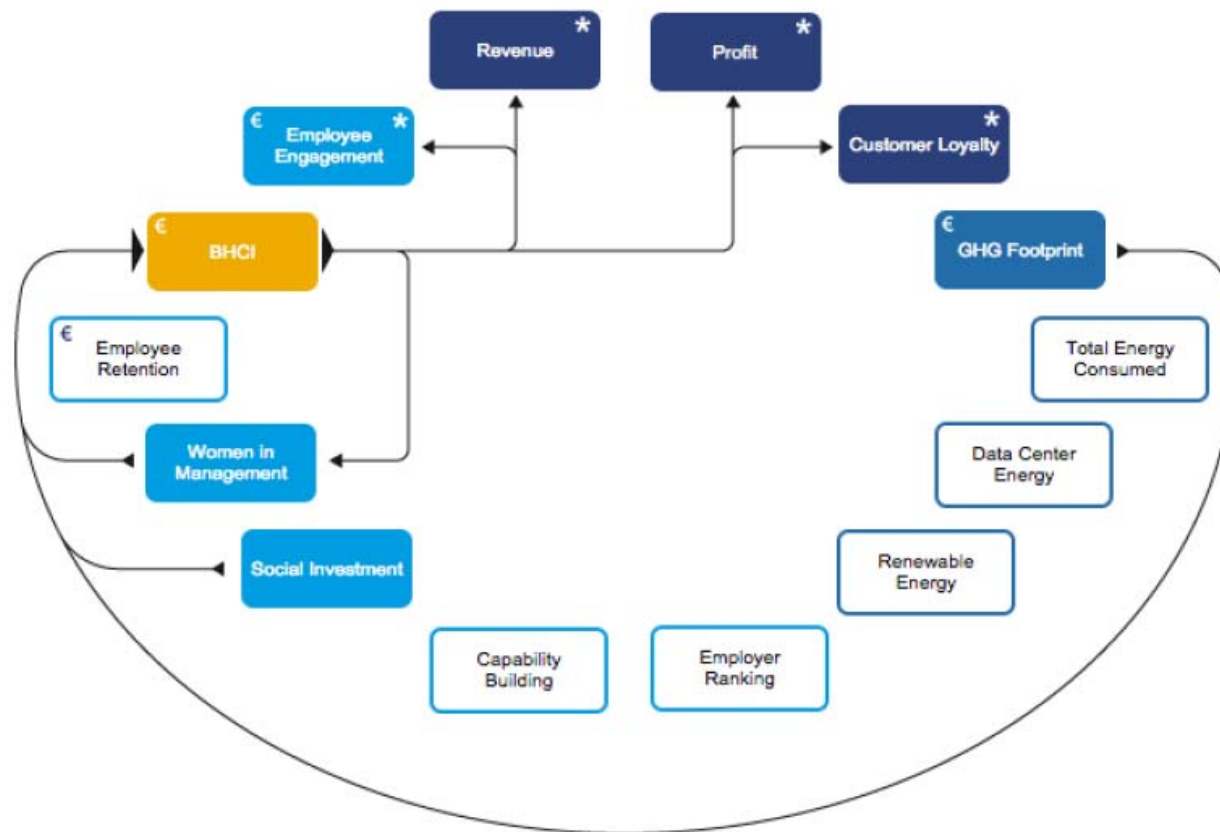 Revenue *
Profit *
€ Employee *
Engagement
Customer Loyalty *
€ BHCI
€ GHG Footprint
€ Employee
Retention
Total Energy
Consumed
Women in
Management
Data Center
Energy
Social Investment
Renewable
Energy
Capability
Building
Employer
Ranking